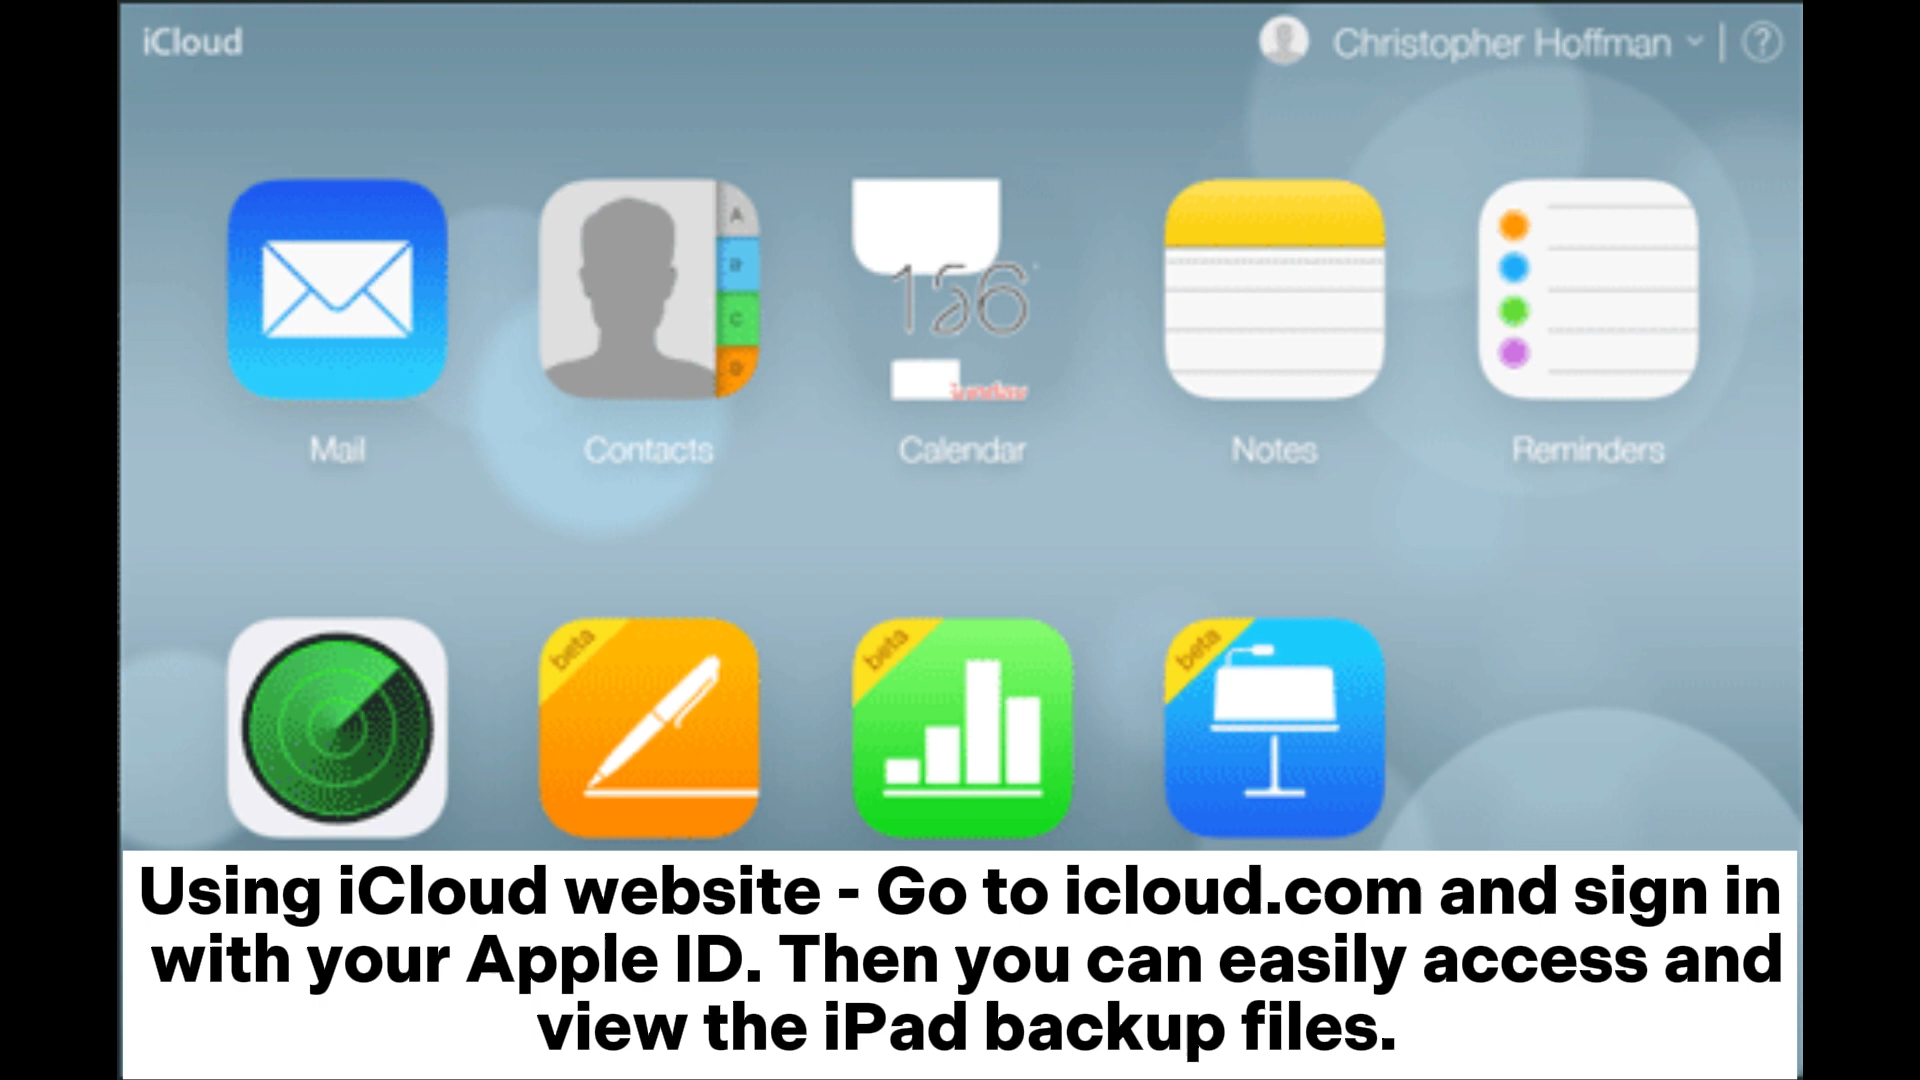 iCloud
Christopher Hoffman
?
A
B
C
Mail
Contacts
Calendar
Notes
Reminders
beta
beta
beta
Using iCloud website - Go to icloud.com and sign in
with your Apple ID. Then you can easily access and
view the iPad backup files.